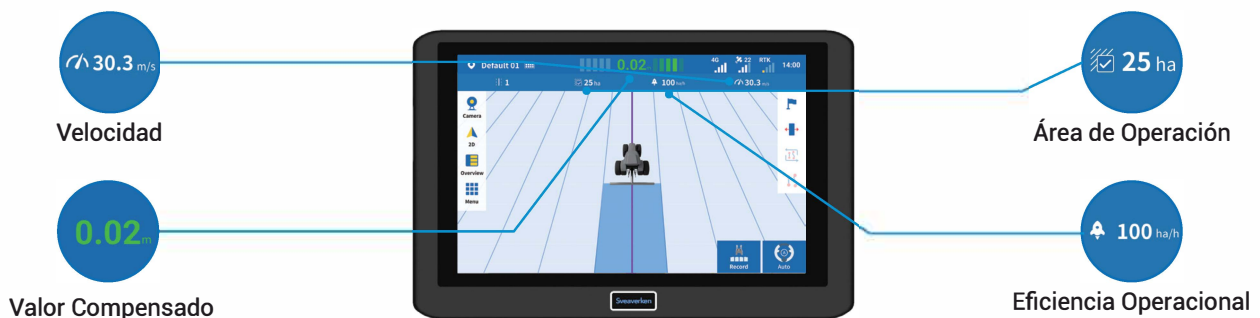 30.3 m/s
Velocidad
0.02m
Valor Compensado
Default 01
0.02m
4G
22
RTK
14:00
1
25 ha
100 ha/h
30.3 m/s
Camera
2D
Overview
Menu
Record
Auto
Sveaverken
25 ha
Área de Operación
100 ha/h
Eficiencia Operacional